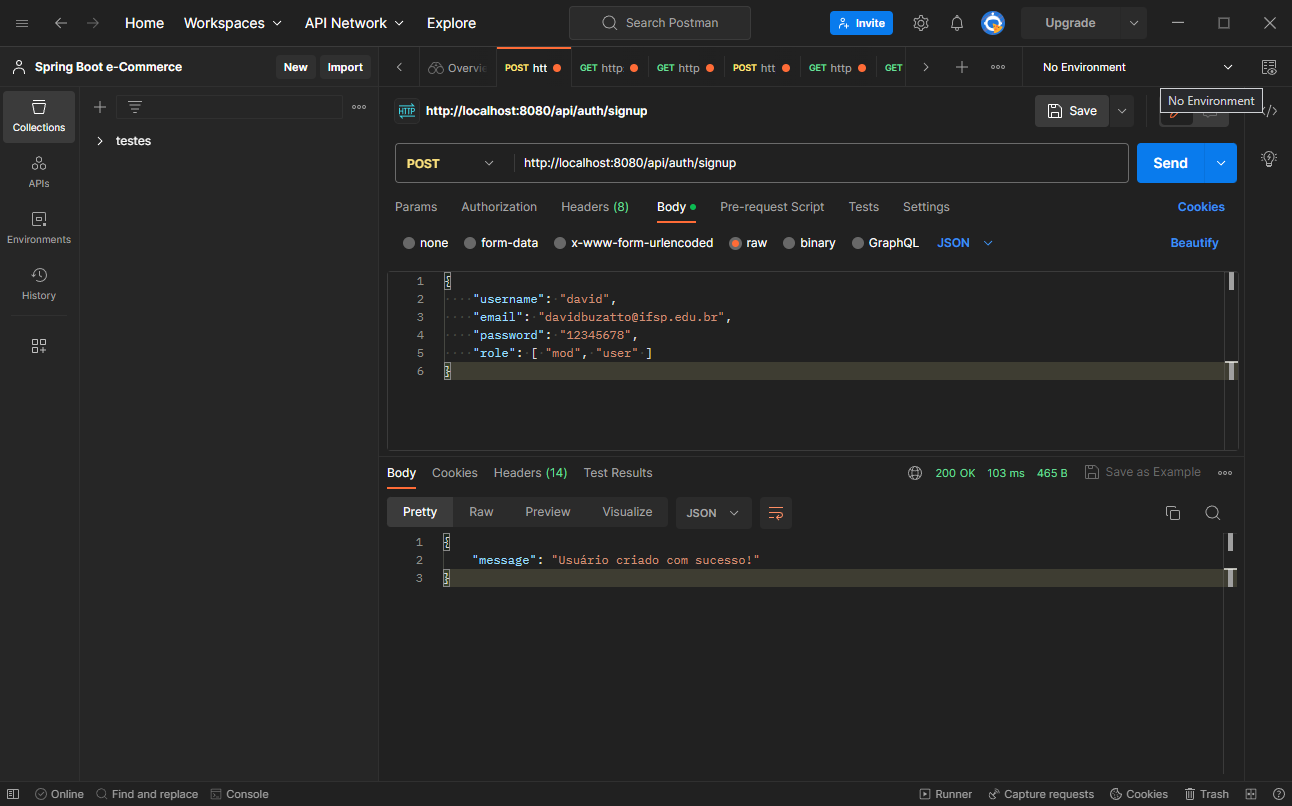 Home Workspaces API Network Explore Search Postman Invite Upgrade
Spring Boot e-Commerce New Import Overvie POST htt GET http POST htt GET http No Environment
GET http
GET
Collections
testes
APIs
Environments
History
HTTP http://localhost:8080/api/auth/signup Save No Environment </>
POST http://localhost:8080/api/auth/signup Send
Params Authorization Headers (8) Body Pre-request Script Tests Settings Cookies
none form-data x-www-form-urlencoded raw binary GraphQL JSON Beautify
1 {
2 "username": "david",
3 "email": "davidbuzatto@ifsp.edu.br",
4 "password": "12345678",
5 "role": [ "mod", "user" ]
6 }
Body Cookies Headers (14) Test Results 200 OK 103 ms 465 B Save as Example
Pretty Raw Preview Visualize JSON
1 {
2 "message": "Usuário criado com sucesso!"
3 }
Online Find and replace Console Runner Capture requests Cookies Trash